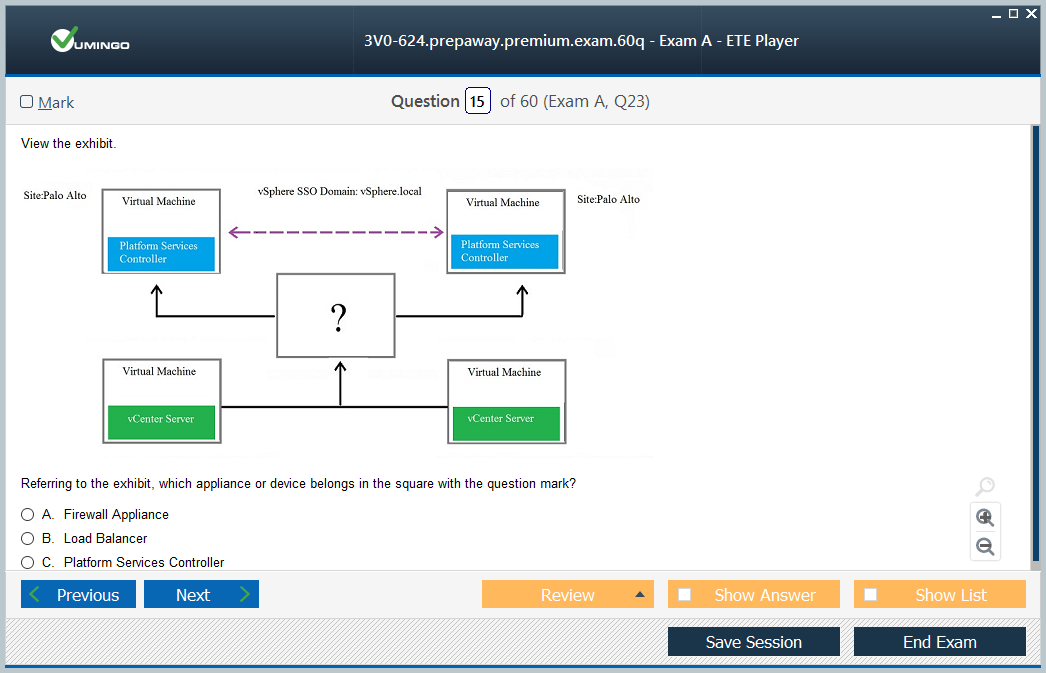 VUMINGO
3V0-624.prepaway.premium.exam.60q - Exam A - ETE Player
Mark
Question 15 of 60 (Exam A, Q23)
View the exhibit.
Site:Palo Alto
Virtual Machine
Platform Services
Controller
vSphere SSO Domain: vSphere.local
Virtual Machine
Platform Services
Controller
Site:Palo Alto
?
Virtual Machine
vCenter Server
Virtual Machine
vCenter Server
Referring to the exhibit, which appliance or device belongs in the square with the question mark?
A. Firewall Appliance
B. Load Balancer
C. Platform Services Controller
Previous
Next
Review
Show Answer
Show List
Save Session
End Exam